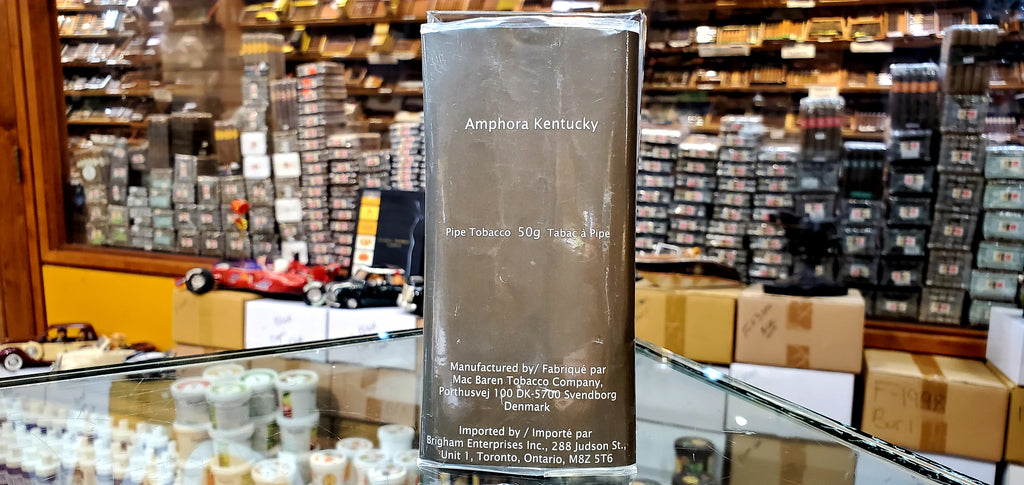 Amphora Kentucky
Pipe Tobacco 50g Tabac à Pipe
Manufactured by/ Fabriqué par
Mac Baren Tobacco Company,
Porthusvej 100 DK-5700 Svendborg
Denmark
Imported by / Importé par
Brigham Enterprises Inc., 288 Judson St.,
Unit 1, Toronto, Ontario, M8Z 5T6